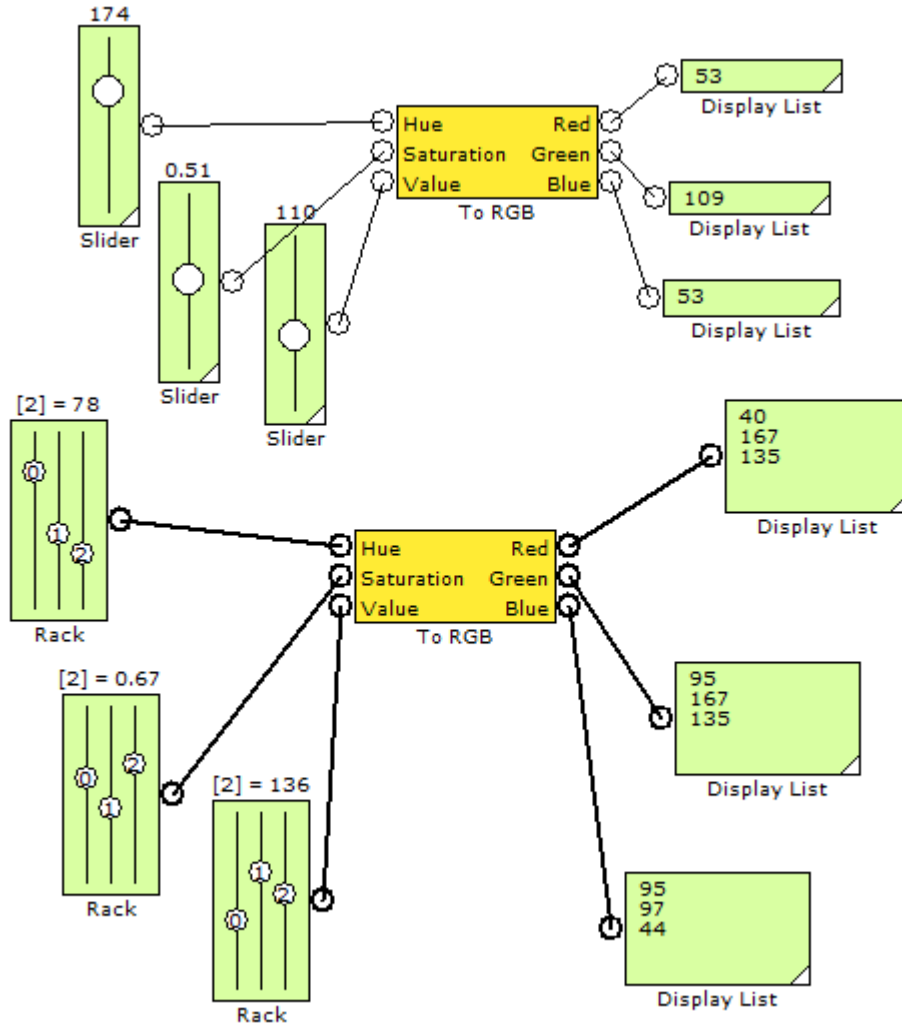 174
Slider
0.51
Slider
110
Slider
Hue Red
Saturation Green
Value Blue
To RGB
53
Display List
109
Display List
53
Display List
[2] = 78
0
1
2
Rack
[2] = 0.67
0
1
2
Rack
[2] = 136
0
1
2
Rack
Hue Red
Saturation Green
Value Blue
To RGB
40
167
135
Display List
95
167
135
Display List
95
97
44
Display List